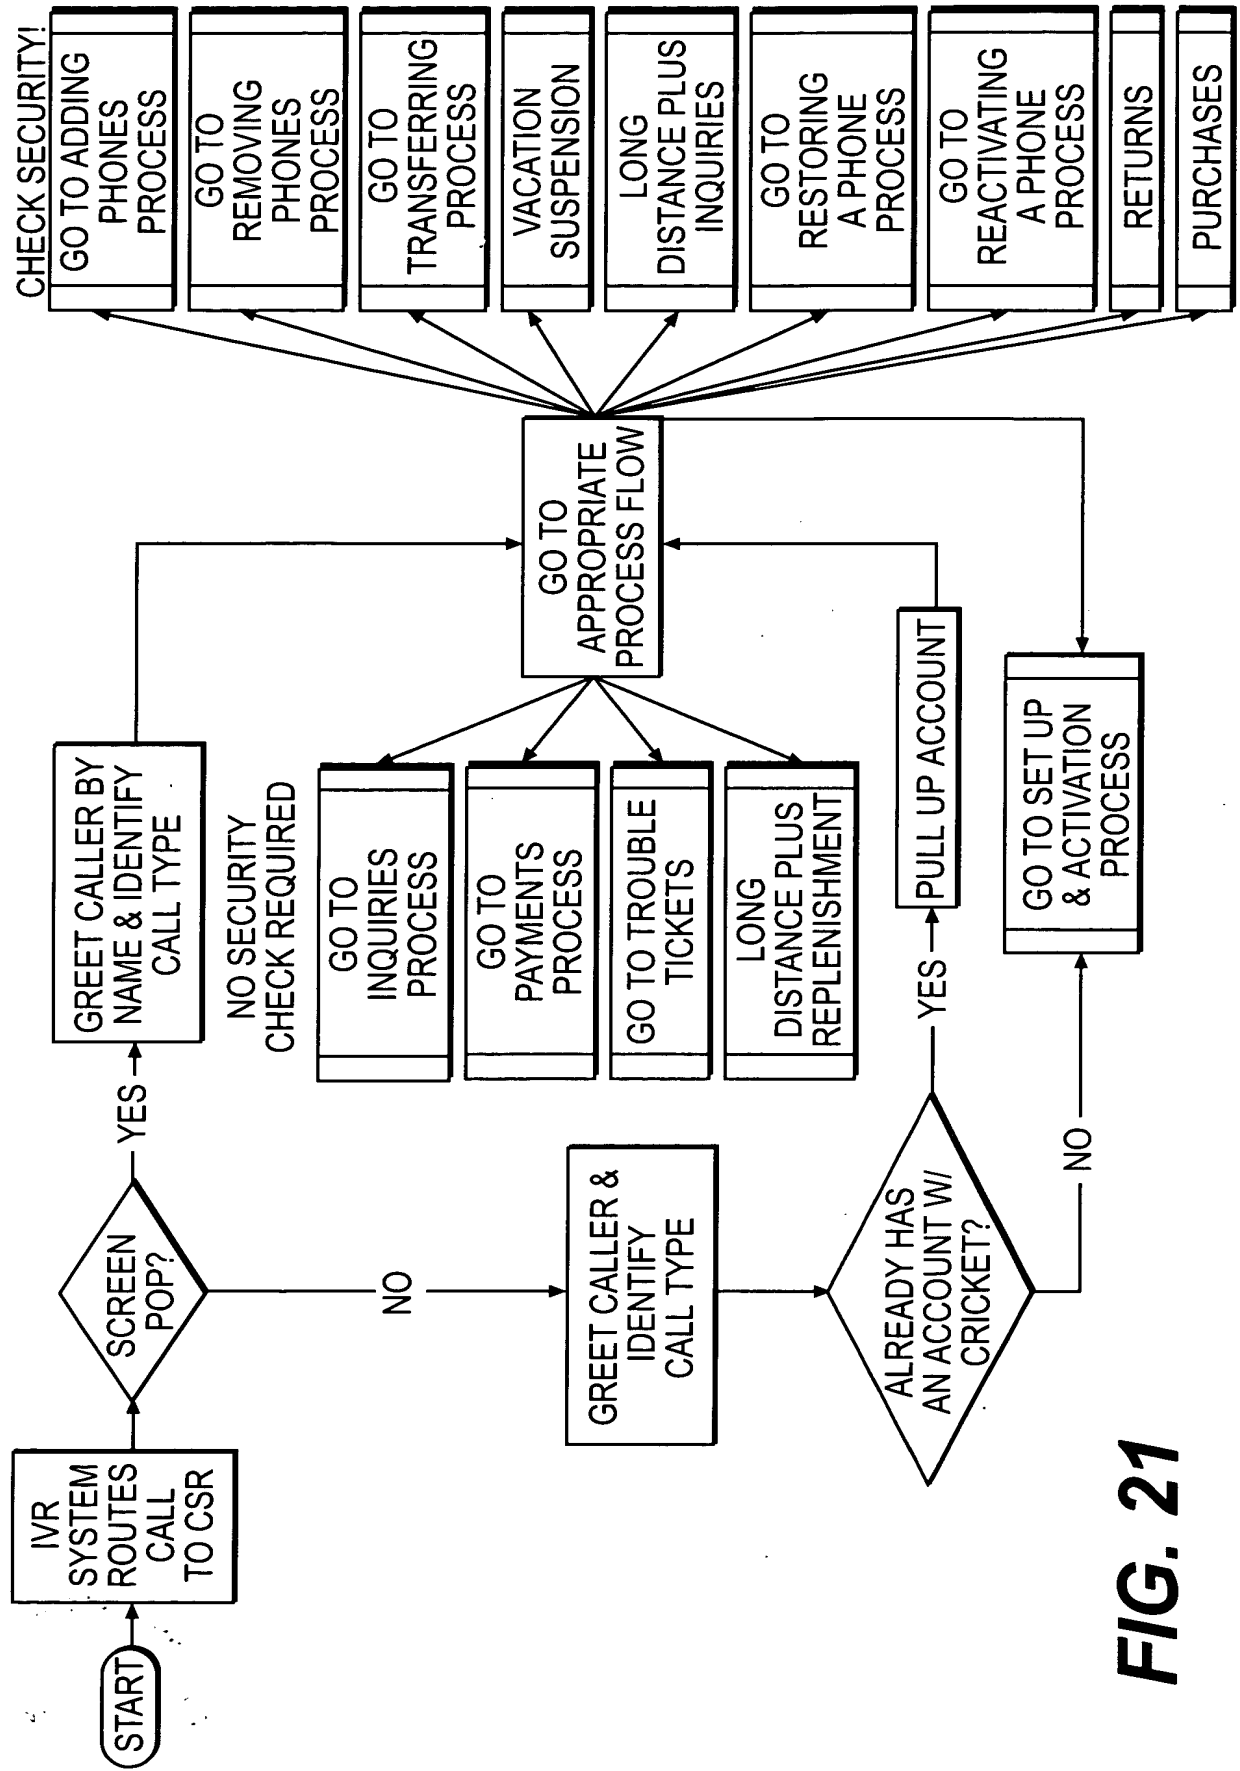 START
IVR
SYSTEM
ROUTES
CALL
TO CSR
SCREEN
POP?
YES
GREET CALLER BY
NAME & IDENTIFY
CALL TYPE
NO
GREET CALLER &
IDENTIFY
CALL TYPE
ALREADY HAS
AN ACCOUNT W/
CRICKET?
YES
PULL UP ACCOUNT
NO
GO TO SET UP
& ACTIVATION
PROCESS
NO SECURITY
CHECK REQUIRED
GO TO
INQUIRIES
PROCESS
GO TO
PAYMENTS
PROCESS
GO TO TROUBLE
TICKETS
LONG
DISTANCE PLUS
REPLENISHMENT
GO TO
APPROPRIATE
PROCESS FLOW
CHECK SECURITY!
GO TO ADDING
PHONES
PROCESS
GO TO
REMOVING
PHONES
PROCESS
GO TO
TRANSFERRING
PROCESS
VACATION
SUSPENSION
LONG
DISTANCE PLUS
INQUIRIES
GO TO
RESTORING
A PHONE
PROCESS
GO TO
REACTIVATING
A PHONE
PROCESS
RETURNS
PURCHASES
FIG. 21